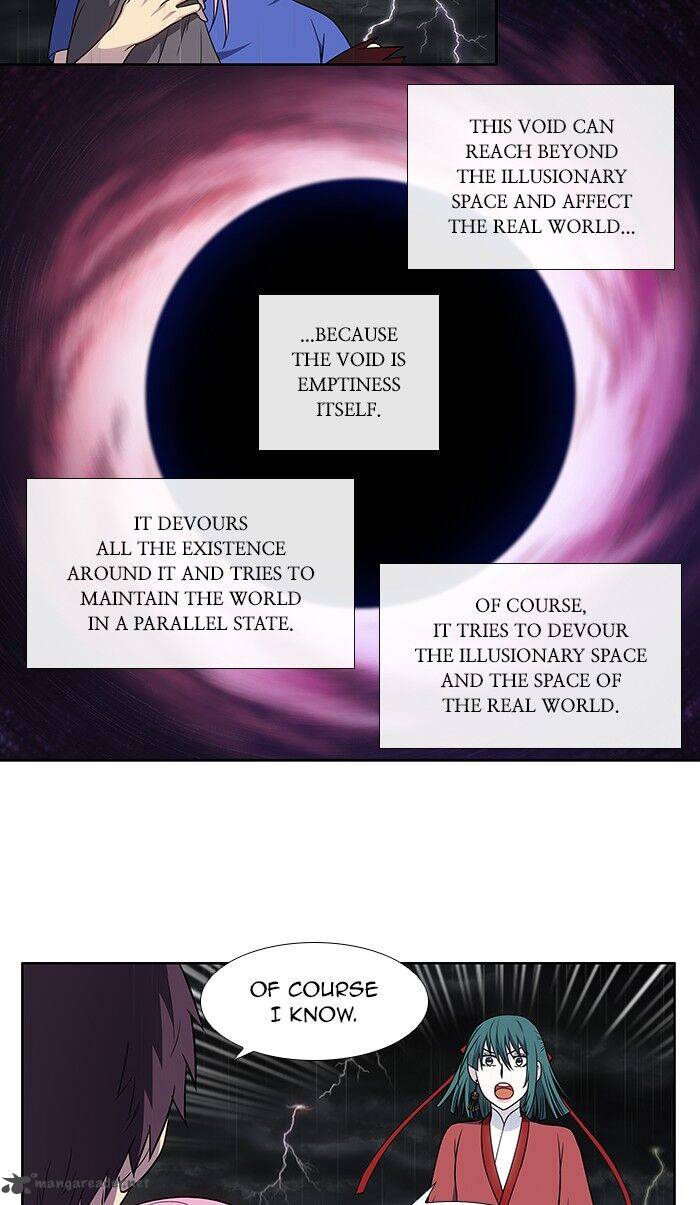 THIS VOID CAN
REACH BEYOND
THE ILLUSIONARY
SPACE AND AFFECT
THE REAL WORLD...
...BECAUSE
THE VOID IS
EMPTINESS
ITSELF.
IT DEVOURS
ALL THE EXISTENCE
AROUND IT AND TRIES TO
MAINTAIN THE WORLD
IN A PARALLEL STATE.
OF COURSE,
IT TRIES TO DEVOUR
THE ILLUSIONARY SPACE
AND THE SPACE OF
THE REAL WORLD.
OF COURSE
I KNOW.
mangareader.net